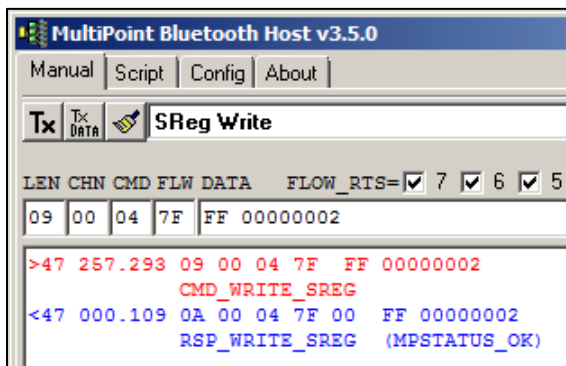 MultiPoint Bluetooth Host v3.5.0
Manual Script Config About
Tx Tx DATA SReg Write
LEN CHN CMD FLW DATA FLOW_RTS= 7 6 5
09 00 04 7F FF 00000002
>47 257.293 09 00 04 7F FF 00000002
CMD_WRITE_SREG
<47 000.109 0A 00 04 7F 00 FF 00000002
RSP_WRITE_SREG (MPSTATUS_OK)